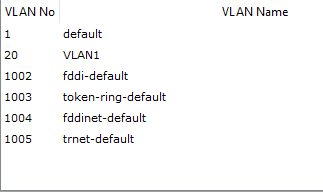 VLAN No VLAN Name
1 default
20 VLAN1
1002 fddi-default
1003 token-ring-default
1004 fddinet-default
1005 trnet-default